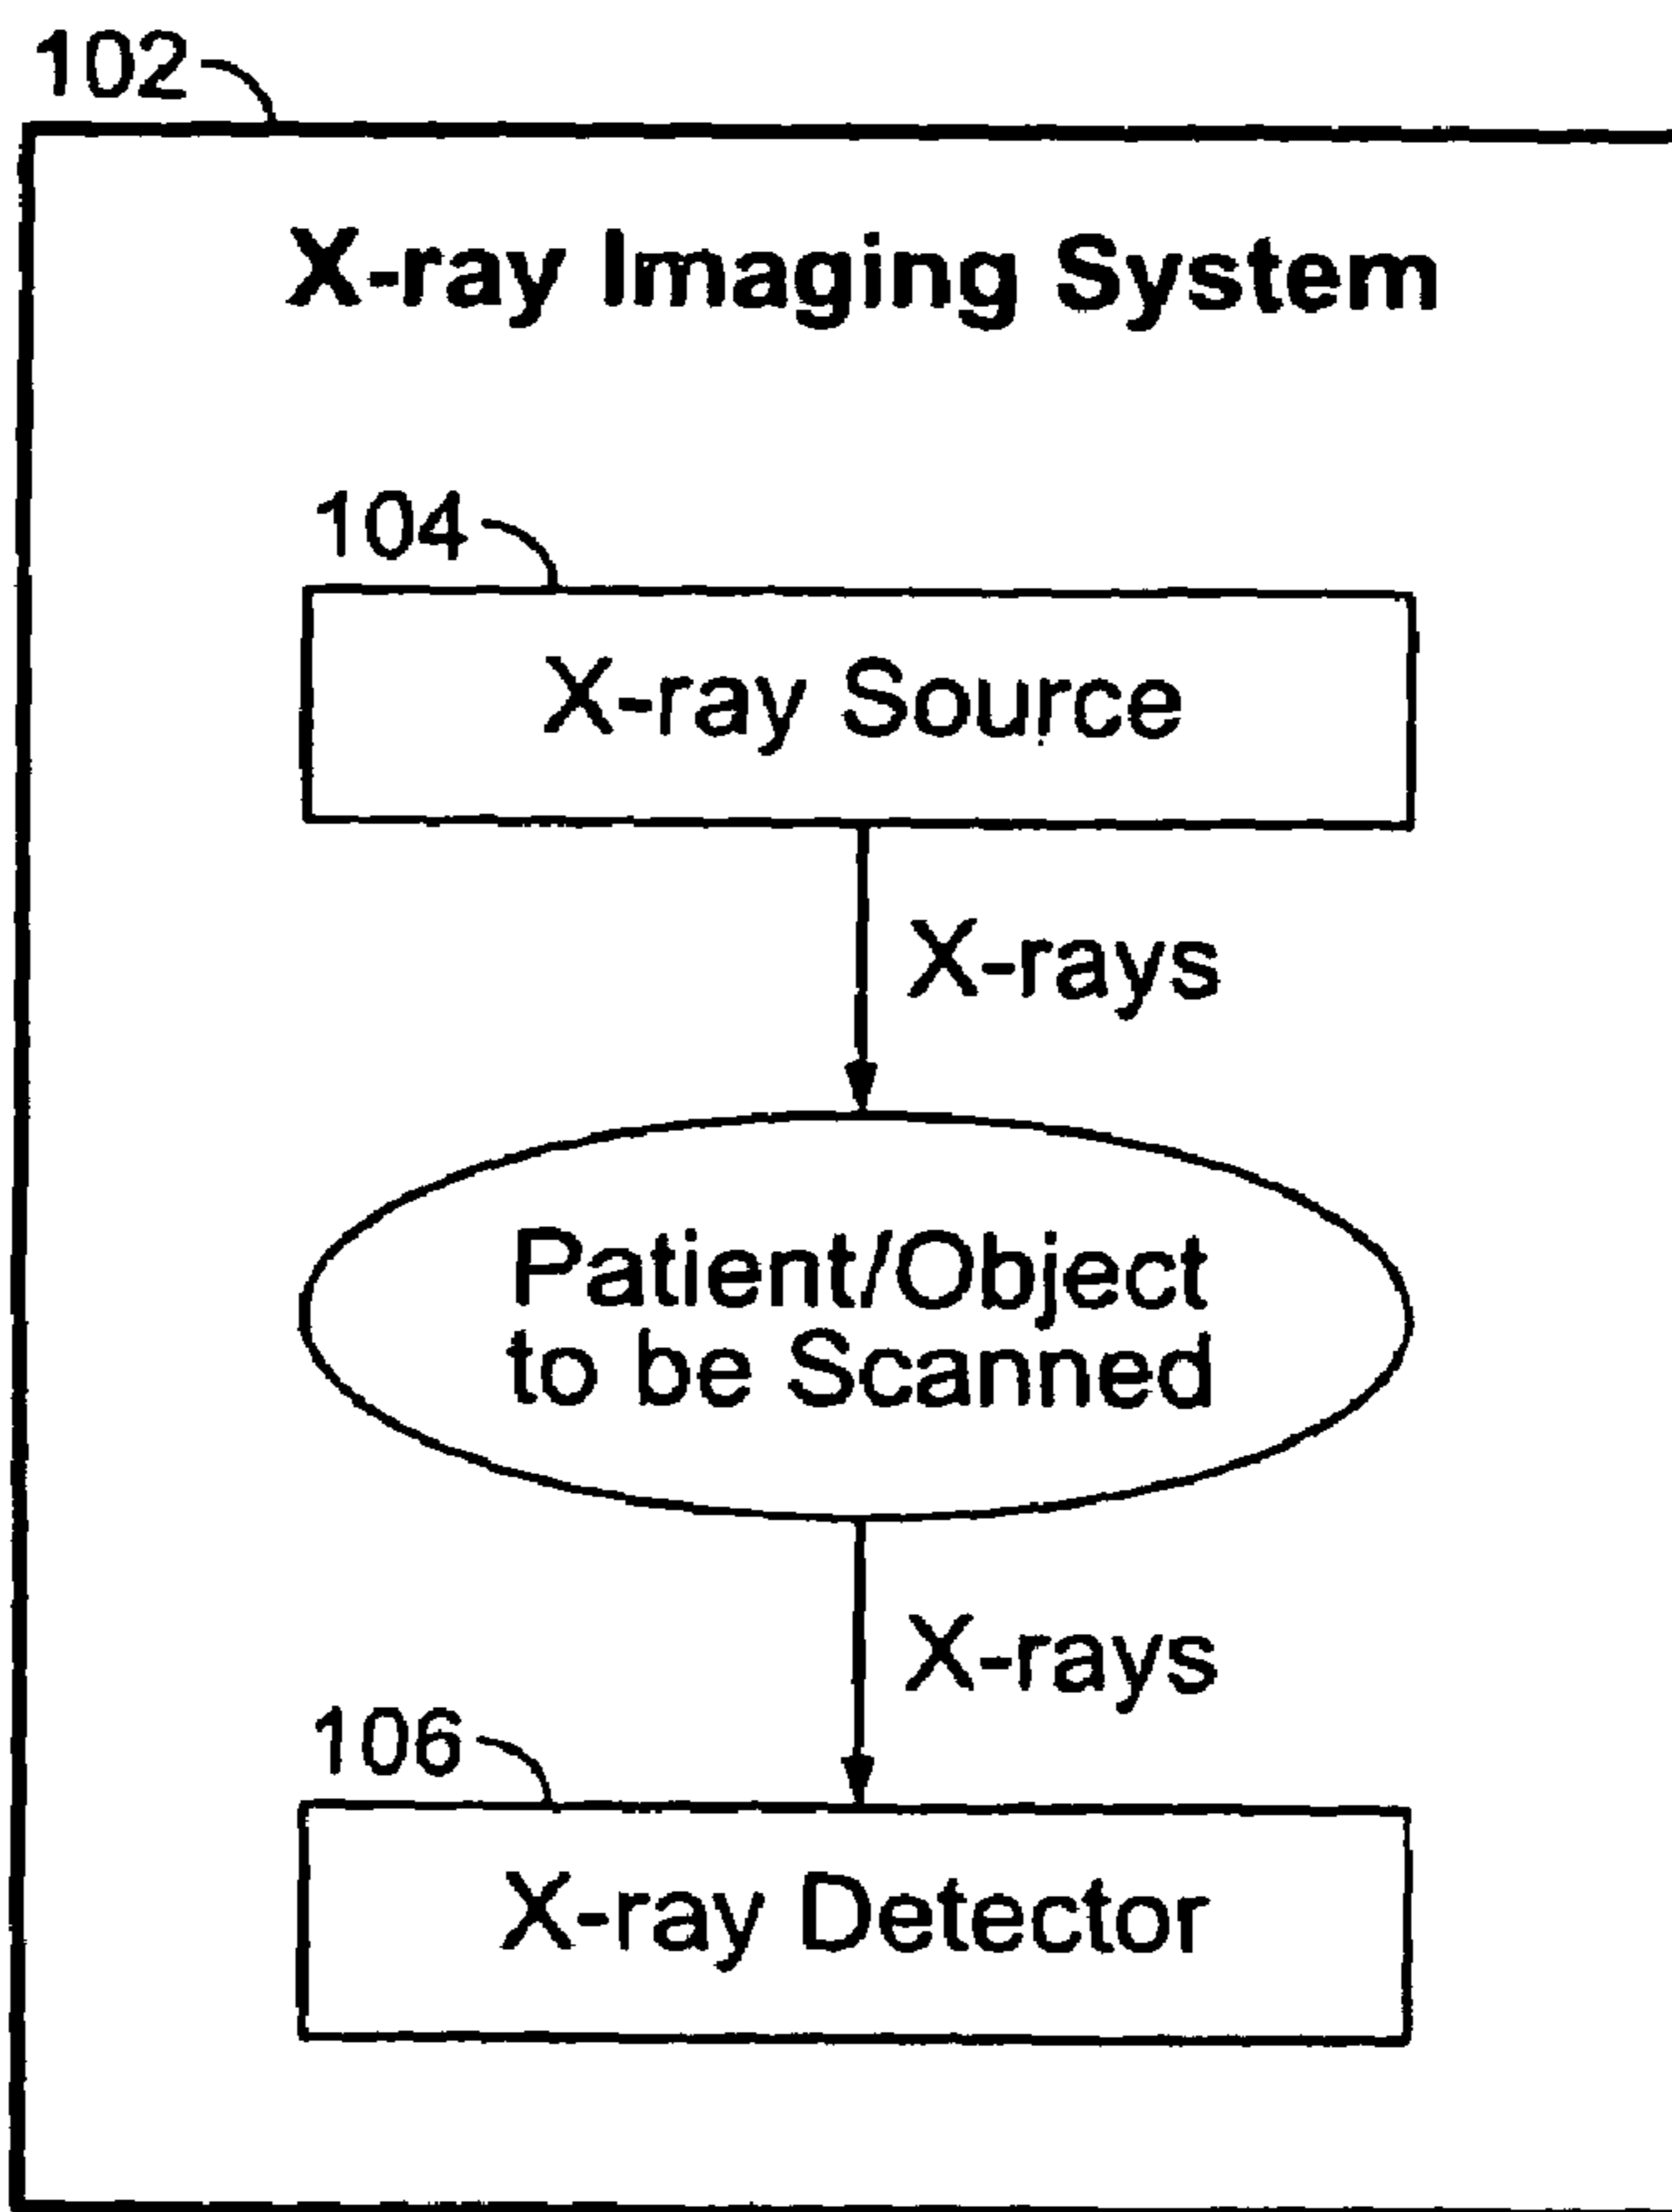 102
X-ray Imaging System
104
X-ray Source
X-rays
Patient/Object
to be Scanned
X-rays
106
X-ray Detector